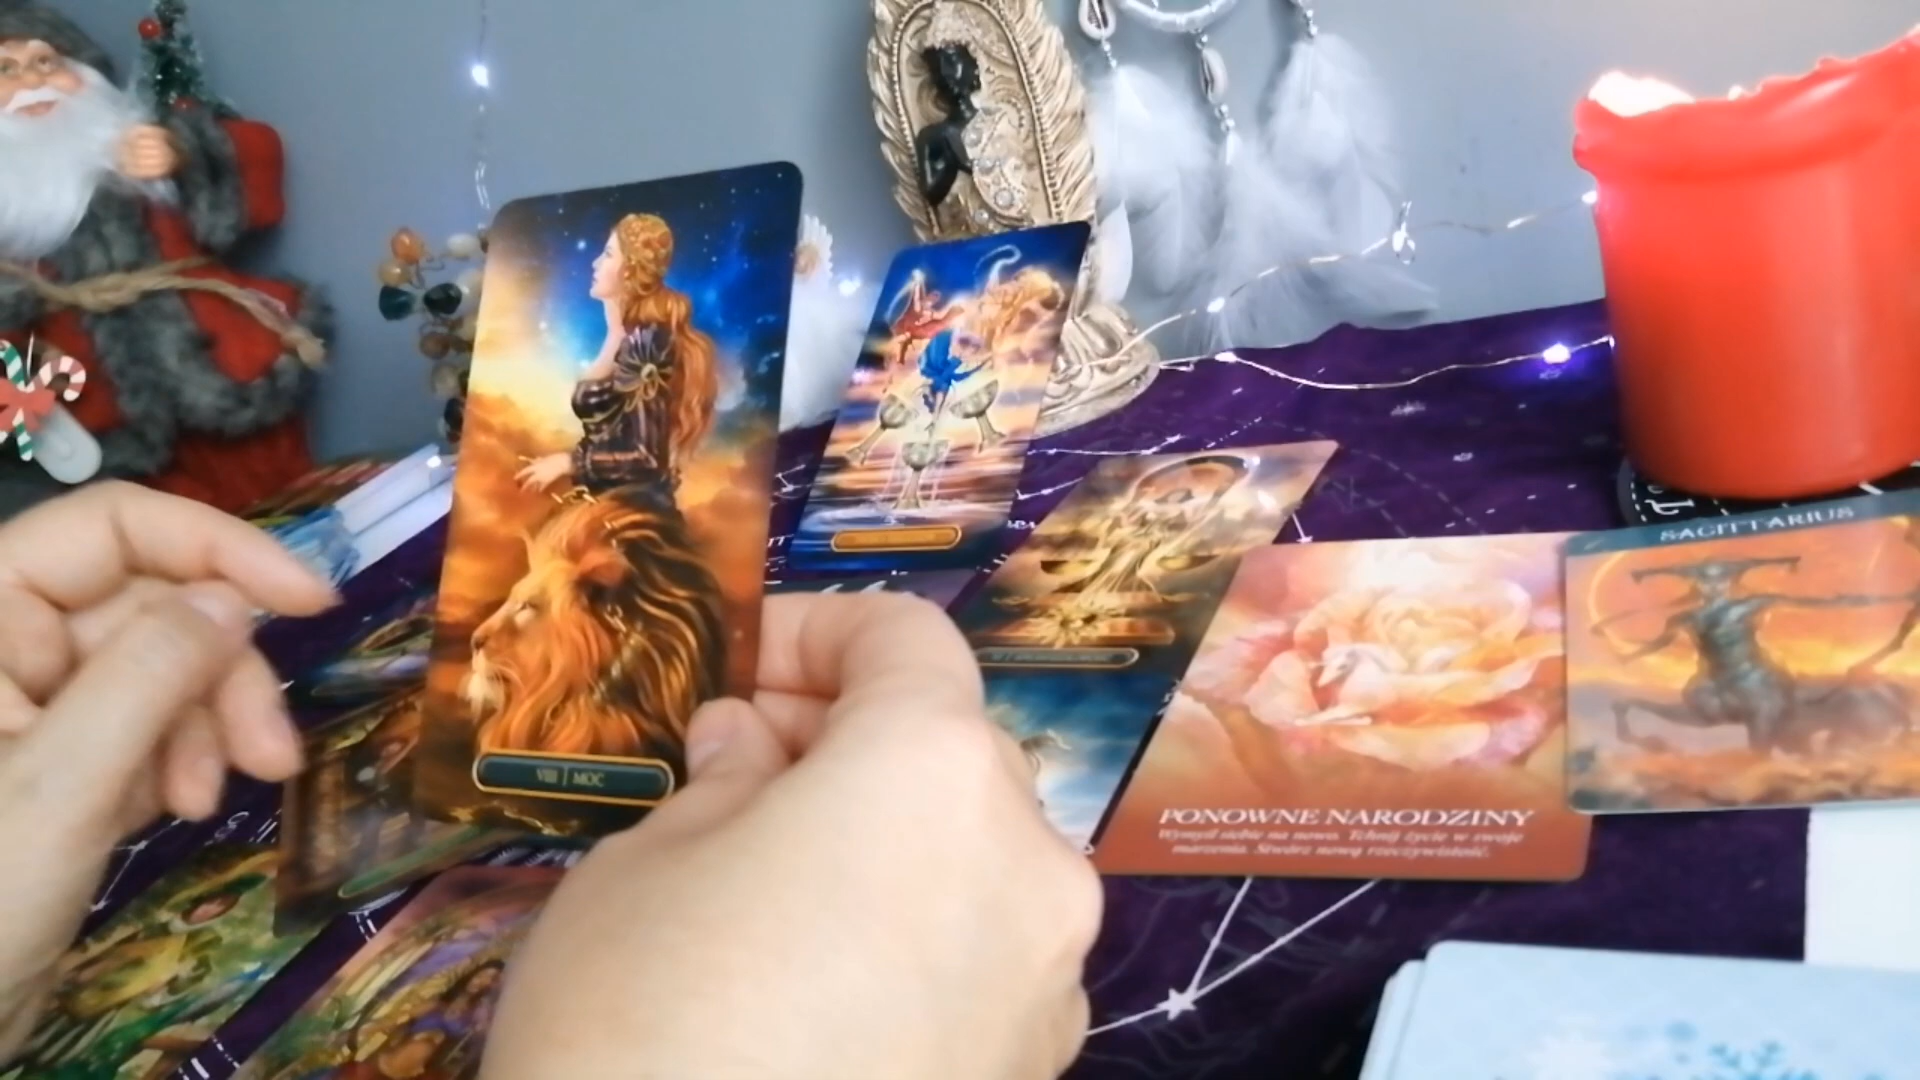 VIII | MOC
SAGITTARIUS
PONOWNE NARODZINY
Wymyśl siebie na nowo. Tchnij życie w swoje
marzenia. Stwórz nową rzeczywistość.